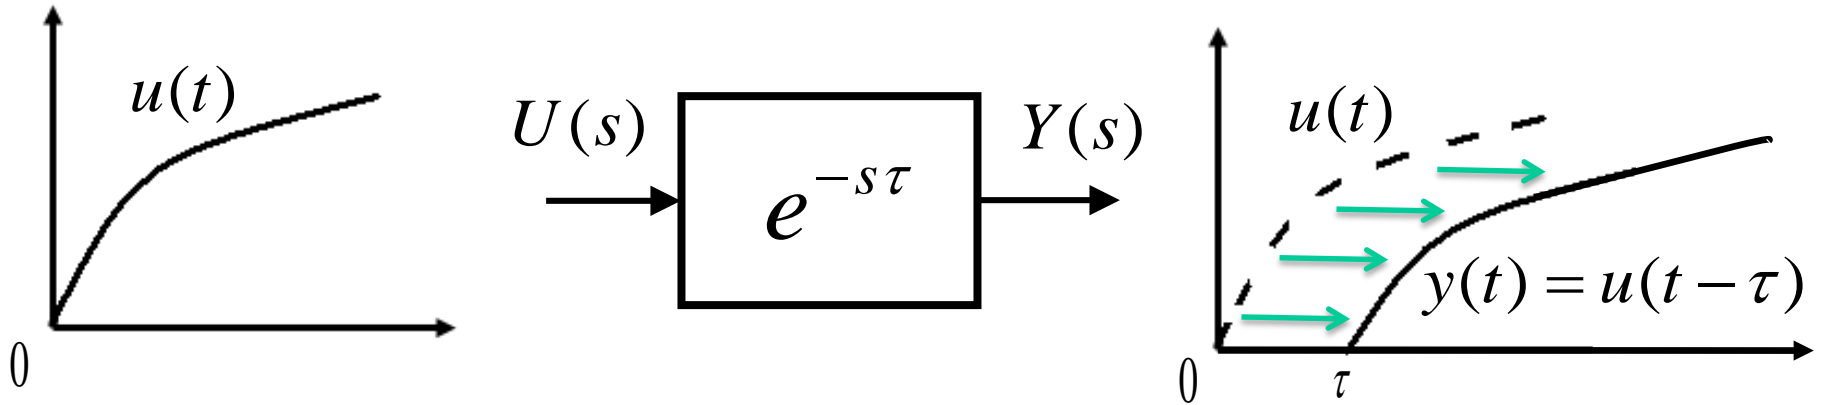 u(t)
0
U(s)
e^{-sτ}
Y(s)
u(t)
y(t) = u(t − τ)
0
τ